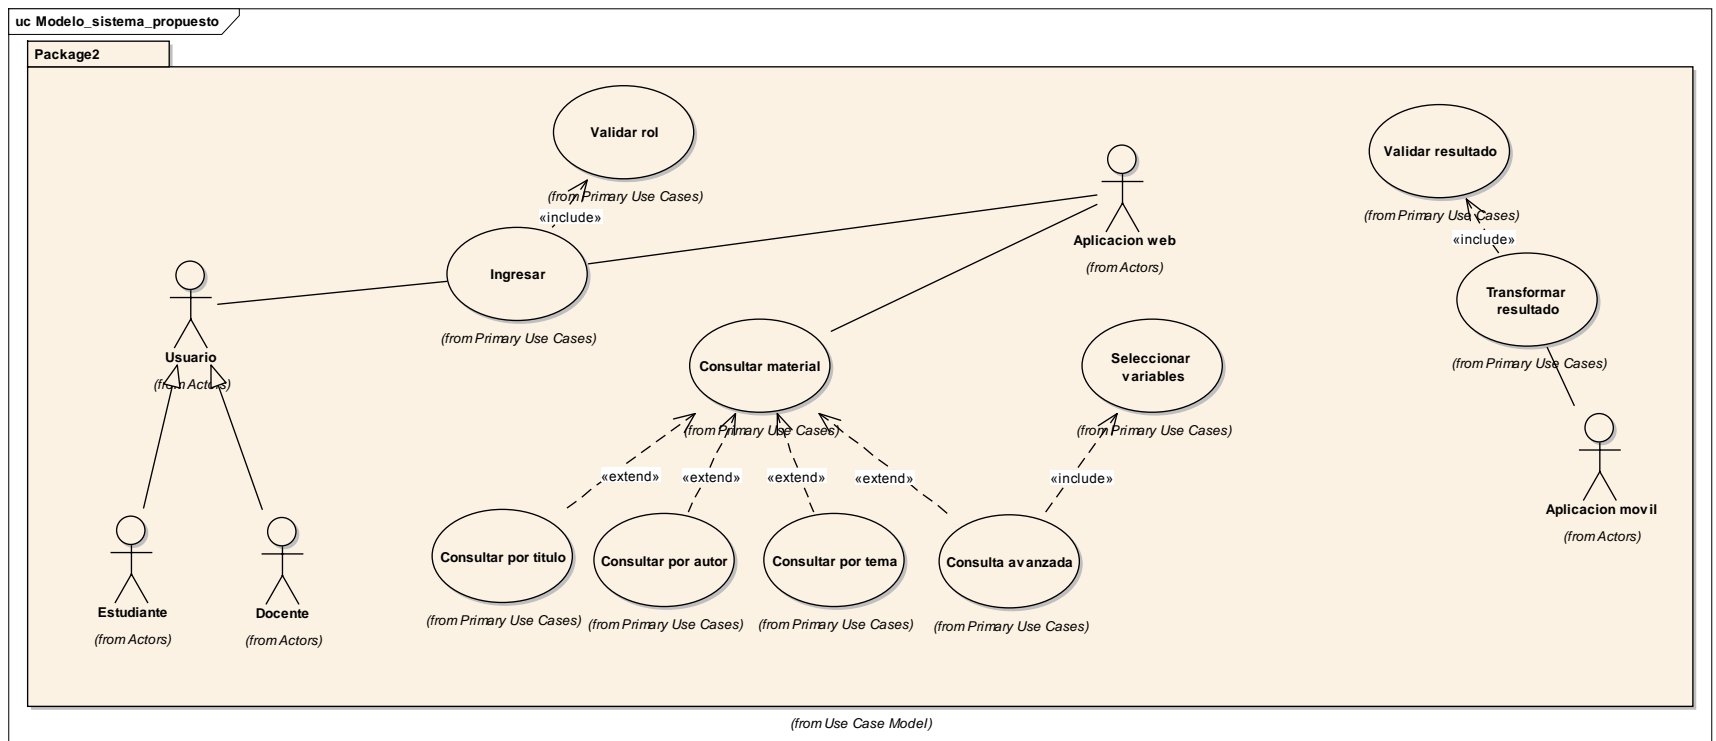 uc Modelo_sistema_propuesto
Package2
Validar rol
(from Primary Use Cases)
«include»
Ingresar
(from Primary Use Cases)
Aplicacion web
(from Actors)
Validar resultado
(from Primary Use Cases)
«include»
Transformar
resultado
(from Primary Use Cases)
Usuario
(from Actors)
Consultar material
(from Primary Use Cases)
Seleccionar
variables
(from Primary Use Cases)
«extend»
«extend»
«extend»
«extend»
«include»
Aplicacion movil
(from Actors)
Estudiante
(from Actors)
Docente
(from Actors)
Consultar por titulo
(from Primary Use Cases)
Consultar por autor
(from Primary Use Cases)
Consultar por tema
(from Primary Use Cases)
Consulta avanzada
(from Primary Use Cases)
(from Use Case Model)